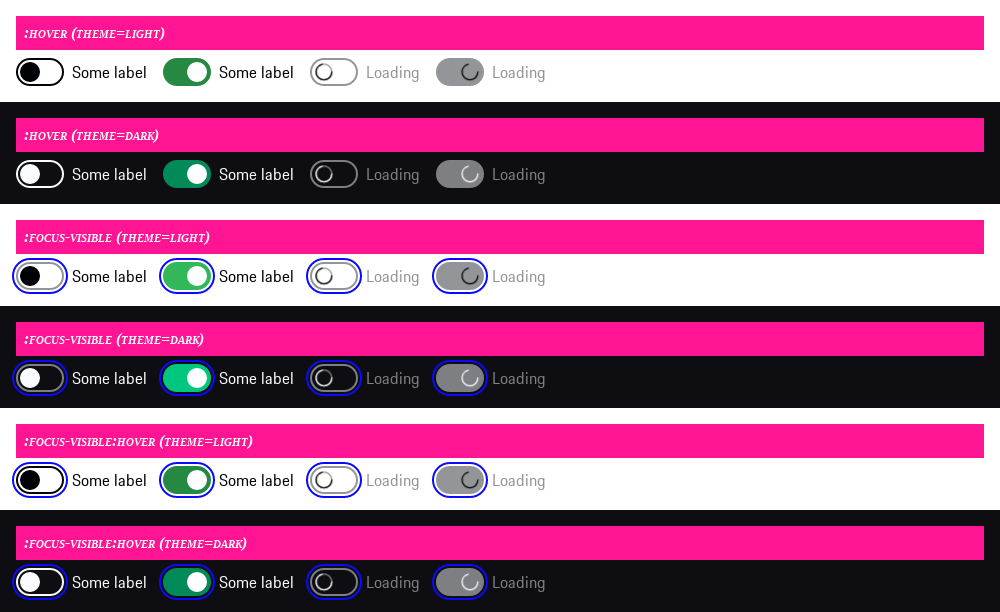 :HOVER (THEME=LIGHT)
Some label Some label Loading Loading
:HOVER (THEME=DARK)
Some label Some label Loading Loading
:FOCUS-VISIBLE (THEME=LIGHT)
Some label Some label Loading Loading
:FOCUS-VISIBLE (THEME=DARK)
Some label Some label Loading Loading
:FOCUS-VISIBLE:HOVER (THEME=LIGHT)
Some label Some label Loading Loading
:FOCUS-VISIBLE:HOVER (THEME=DARK)
Some label Some label Loading Loading